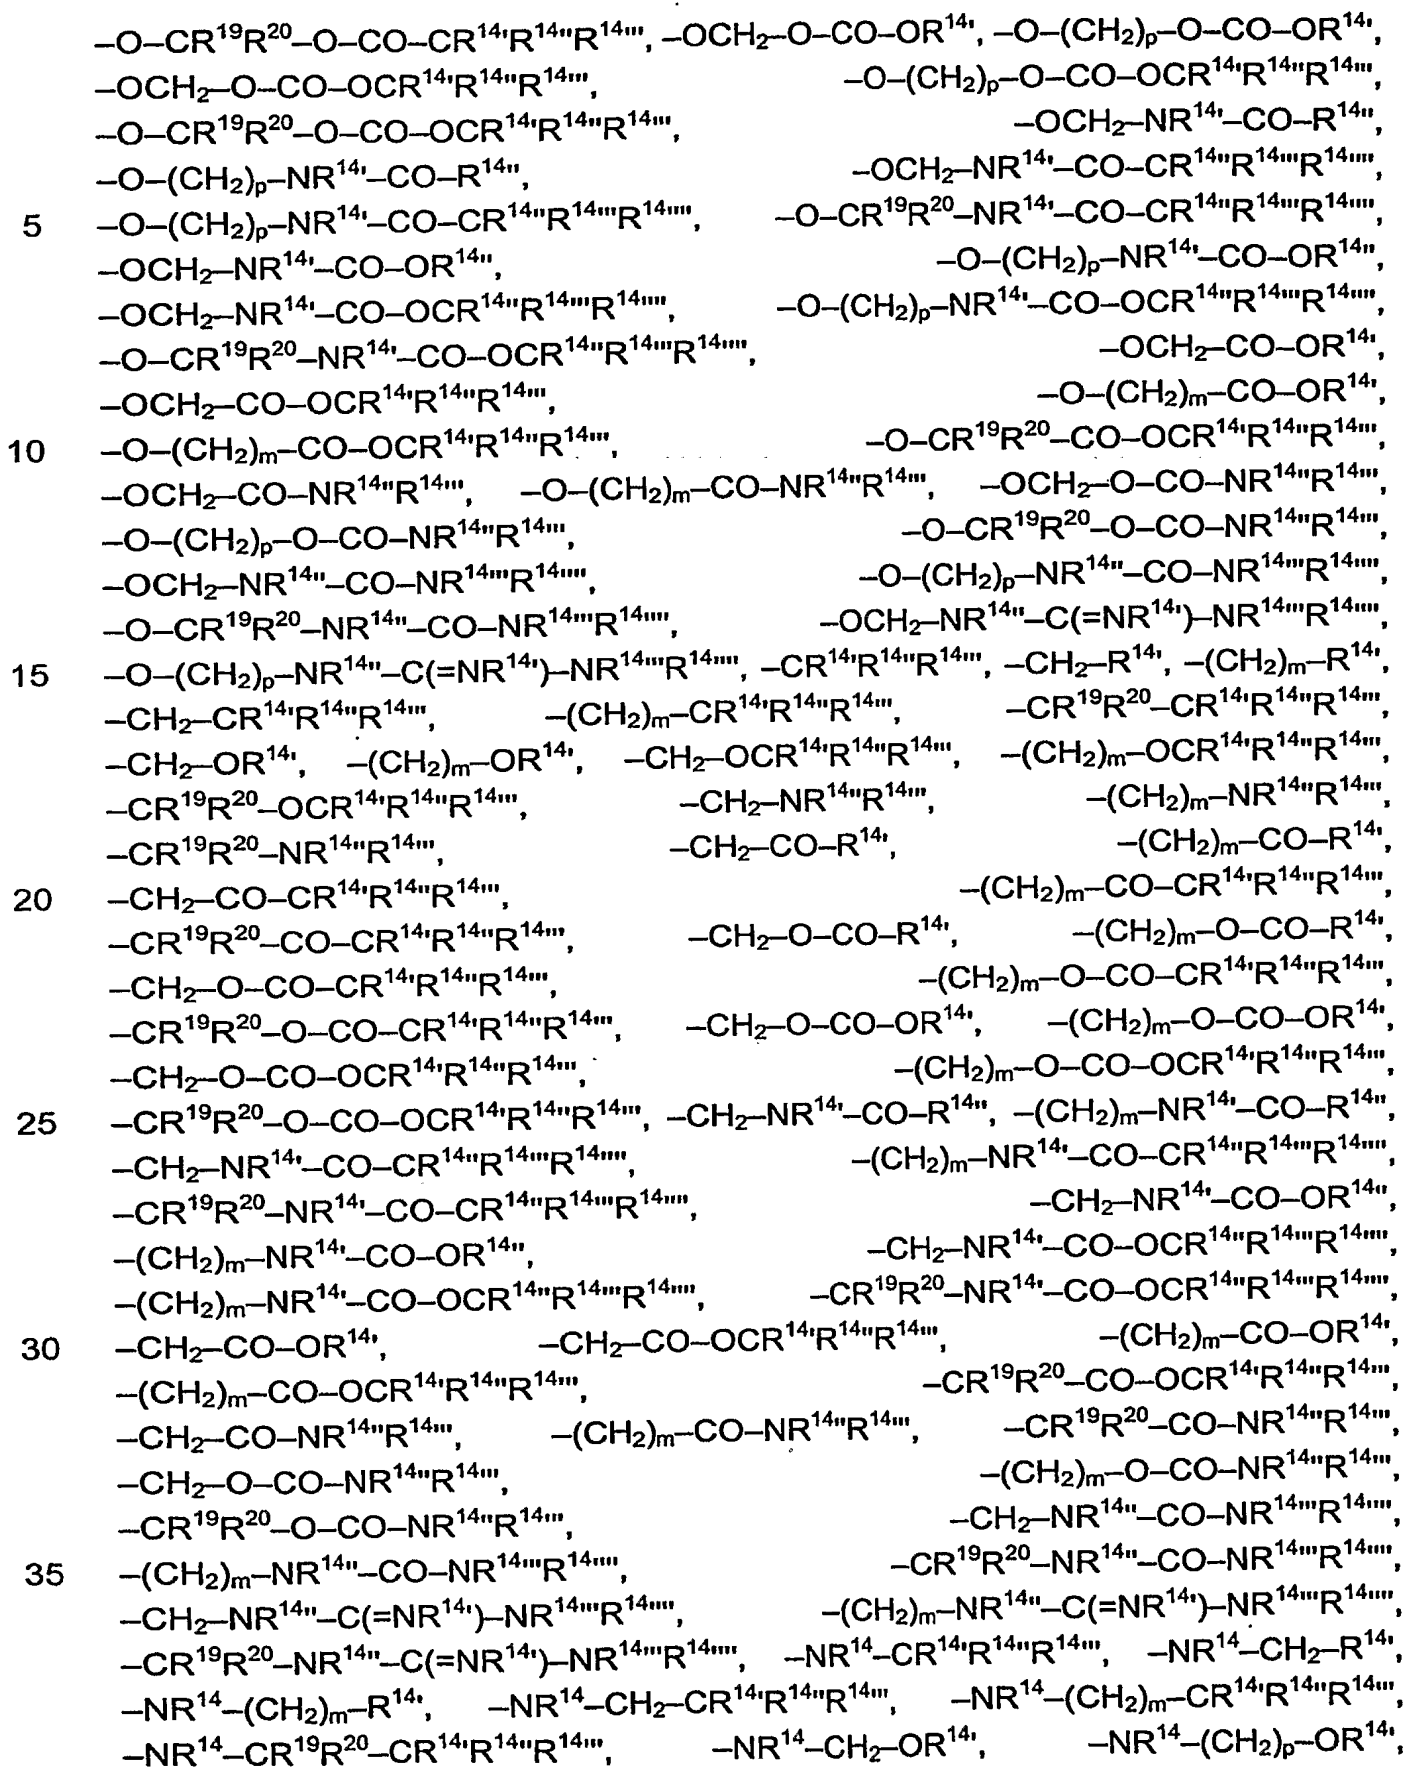 –O–CR¹⁹R²⁰–O–CO–CR¹⁴'R¹⁴''R¹⁴''', –OCH₂–O–CO–OR¹⁴', –O–(CH₂)ₚ–O–CO–OR¹⁴',
–OCH₂–O–CO–OCR¹⁴'R¹⁴''R¹⁴''', –O–(CH₂)ₚ–O–CO–OCR¹⁴'R¹⁴''R¹⁴''',
–O–CR¹⁹R²⁰–O–CO–OCR¹⁴'R¹⁴''R¹⁴''', –OCH₂–NR¹⁴'–CO–R¹⁴'',
–O–(CH₂)ₚ–NR¹⁴'–CO–R¹⁴'', –OCH₂–NR¹⁴'–CO–CR¹⁴''R¹⁴'''R¹⁴'''',
5 –O–(CH₂)ₚ–NR¹⁴'–CO–CR¹⁴''R¹⁴'''R¹⁴'''', –O–CR¹⁹R²⁰–NR¹⁴'–CO–CR¹⁴''R¹⁴'''R¹⁴'''',
–OCH₂–NR¹⁴'–CO–OR¹⁴'', –O–(CH₂)ₚ–NR¹⁴'–CO–OR¹⁴'',
–OCH₂–NR¹⁴'–CO–OCR¹⁴''R¹⁴'''R¹⁴'''', –O–(CH₂)ₚ–NR¹⁴'–CO–OCR¹⁴''R¹⁴'''R¹⁴'''',
–O–CR¹⁹R²⁰–NR¹⁴'–CO–OCR¹⁴''R¹⁴'''R¹⁴'''', –OCH₂–CO–OR¹⁴',
–OCH₂–CO–OCR¹⁴'R¹⁴''R¹⁴''', –O–(CH₂)ₘ–CO–OR¹⁴',
10 –O–(CH₂)ₘ–CO–OCR¹⁴'R¹⁴''R¹⁴''', –O–CR¹⁹R²⁰–CO–OCR¹⁴'R¹⁴''R¹⁴''',
–OCH₂–CO–NR¹⁴''R¹⁴''', –O–(CH₂)ₘ–CO–NR¹⁴''R¹⁴''', –OCH₂–O–CO–NR¹⁴''R¹⁴''',
–O–(CH₂)ₚ–O–CO–NR¹⁴''R¹⁴''', –O–CR¹⁹R²⁰–O–CO–NR¹⁴''R¹⁴''',
–OCH₂–NR¹⁴''–CO–NR¹⁴'''R¹⁴'''', –O–(CH₂)ₚ–NR¹⁴''–CO–NR¹⁴'''R¹⁴'''',
–O–CR¹⁹R²⁰–NR¹⁴''–CO–NR¹⁴'''R¹⁴'''', –OCH₂–NR¹⁴''–C(=NR¹⁴')–NR¹⁴'''R¹⁴'''',
15 –O–(CH₂)ₚ–NR¹⁴''–C(=NR¹⁴')–NR¹⁴'''R¹⁴'''', –CR¹⁴'R¹⁴''R¹⁴''', –CH₂–R¹⁴', –(CH₂)ₘ–R¹⁴',
–CH₂–CR¹⁴'R¹⁴''R¹⁴''', –(CH₂)ₘ–CR¹⁴'R¹⁴''R¹⁴''', –CR¹⁹R²⁰–CR¹⁴'R¹⁴''R¹⁴''',
–CH₂–OR¹⁴', –(CH₂)ₘ–OR¹⁴', –CH₂–OCR¹⁴'R¹⁴''R¹⁴''', –(CH₂)ₘ–OCR¹⁴'R¹⁴''R¹⁴''',
–CR¹⁹R²⁰–OCR¹⁴'R¹⁴''R¹⁴''', –CH₂–NR¹⁴''R¹⁴''', –(CH₂)ₘ–NR¹⁴''R¹⁴''',
–CR¹⁹R²⁰–NR¹⁴''R¹⁴''', –CH₂–CO–R¹⁴', –(CH₂)ₘ–CO–R¹⁴',
20 –CH₂–CO–CR¹⁴'R¹⁴''R¹⁴''', –(CH₂)ₘ–CO–CR¹⁴'R¹⁴''R¹⁴''',
–CR¹⁹R²⁰–CO–CR¹⁴'R¹⁴''R¹⁴''', –CH₂–O–CO–R¹⁴', –(CH₂)ₘ–O–CO–R¹⁴',
–CH₂–O–CO–CR¹⁴'R¹⁴''R¹⁴''', –(CH₂)ₘ–O–CO–CR¹⁴'R¹⁴''R¹⁴''',
–CR¹⁹R²⁰–O–CO–CR¹⁴'R¹⁴''R¹⁴''', –CH₂–O–CO–OR¹⁴', –(CH₂)ₘ–O–CO–OR¹⁴',
–CH₂–O–CO–OCR¹⁴'R¹⁴''R¹⁴''', –(CH₂)ₘ–O–CO–OCR¹⁴'R¹⁴''R¹⁴''',
25 –CR¹⁹R²⁰–O–CO–OCR¹⁴'R¹⁴''R¹⁴''', –CH₂–NR¹⁴'–CO–R¹⁴'', –(CH₂)ₘ–NR¹⁴'–CO–R¹⁴'',
–CH₂–NR¹⁴'–CO–CR¹⁴''R¹⁴'''R¹⁴'''', –(CH₂)ₘ–NR¹⁴'–CO–CR¹⁴''R¹⁴'''R¹⁴'''',
–CR¹⁹R²⁰–NR¹⁴'–CO–CR¹⁴''R¹⁴'''R¹⁴'''', –CH₂–NR¹⁴'–CO–OR¹⁴'',
–(CH₂)ₘ–NR¹⁴'–CO–OR¹⁴'', –CH₂–NR¹⁴'–CO–OCR¹⁴''R¹⁴'''R¹⁴'''',
–(CH₂)ₘ–NR¹⁴'–CO–OCR¹⁴''R¹⁴'''R¹⁴'''', –CR¹⁹R²⁰–NR¹⁴'–CO–OCR¹⁴''R¹⁴'''R¹⁴'''',
30 –CH₂–CO–OR¹⁴', –CH₂–CO–OCR¹⁴'R¹⁴''R¹⁴''', –(CH₂)ₘ–CO–OR¹⁴',
–(CH₂)ₘ–CO–OCR¹⁴'R¹⁴''R¹⁴''', –CR¹⁹R²⁰–CO–OCR¹⁴'R¹⁴''R¹⁴''',
–CH₂–CO–NR¹⁴''R¹⁴''', –(CH₂)ₘ–CO–NR¹⁴''R¹⁴''', –CR¹⁹R²⁰–CO–NR¹⁴''R¹⁴''',
–CH₂–O–CO–NR¹⁴''R¹⁴''', –(CH₂)ₘ–O–CO–NR¹⁴''R¹⁴''',
–CR¹⁹R²⁰–O–CO–NR¹⁴''R¹⁴''', –CH₂–NR¹⁴''–CO–NR¹⁴'''R¹⁴'''',
35 –(CH₂)ₘ–NR¹⁴''–CO–NR¹⁴'''R¹⁴'''', –CR¹⁹R²⁰–NR¹⁴''–CO–NR¹⁴'''R¹⁴'''',
–CH₂–NR¹⁴''–C(=NR¹⁴')–NR¹⁴'''R¹⁴'''', –(CH₂)ₘ–NR¹⁴''–C(=NR¹⁴')–NR¹⁴'''R¹⁴'''',
–CR¹⁹R²⁰–NR¹⁴''–C(=NR¹⁴')–NR¹⁴'''R¹⁴'''', –NR¹⁴–CR¹⁴'R¹⁴''R¹⁴''', –NR¹⁴–CH₂–R¹⁴',
–NR¹⁴–(CH₂)ₘ–R¹⁴', –NR¹⁴–CH₂–CR¹⁴'R¹⁴''R¹⁴''', –NR¹⁴–(CH₂)ₘ–CR¹⁴'R¹⁴''R¹⁴''',
–NR¹⁴–CR¹⁹R²⁰–CR¹⁴'R¹⁴''R¹⁴''', –NR¹⁴–CH₂–OR¹⁴', –NR¹⁴–(CH₂)ₚ–OR¹⁴',